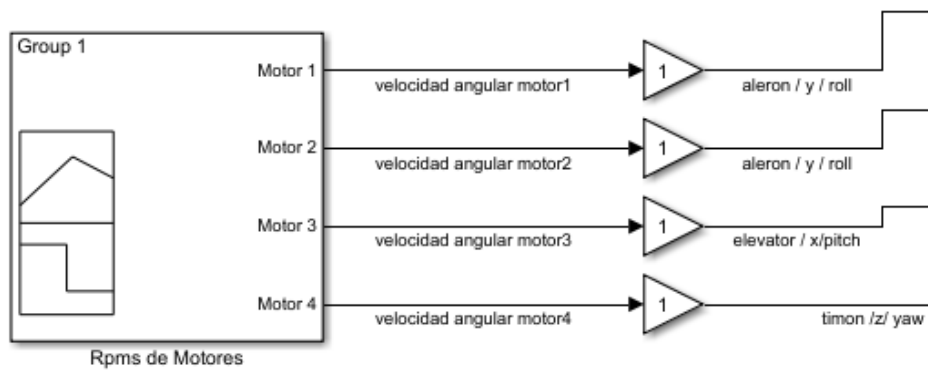 Group 1
Motor 1
velocidad angular motor1
1
aleron / y / roll
Motor 2
velocidad angular motor2
1
aleron / y / roll
Motor 3
velocidad angular motor3
1
elevator / x/pitch
Motor 4
velocidad angular motor4
1
timon /z/ yaw
Rpms de Motores